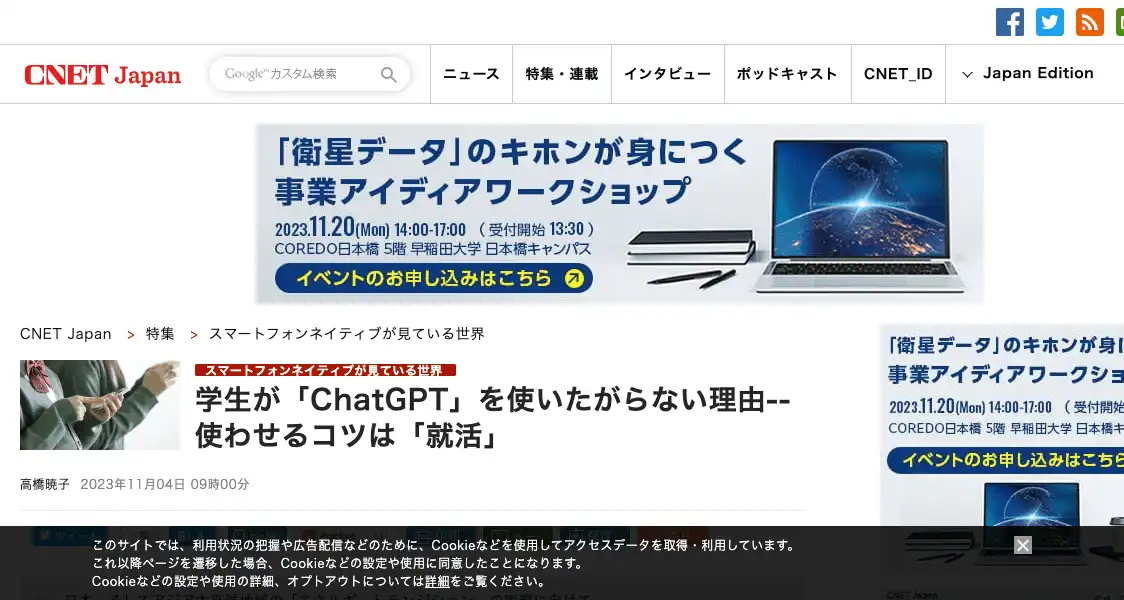 CNET Japan
Google™カスタム検索
ニュース
特集・連載
インタビュー
ポッドキャスト
CNET_ID
Japan Edition
「衛星データ」のキホンが身につく
事業アイディアワークショップ
2023.11.20(Mon) 14:00-17:00 (受付開始 13:30)
COREDO日本橋 5階 早稲田大学 日本橋キャンパス
イベントのお申し込みはこちら
CNET Japan > 特集 > スマートフォンネイティブが見ている世界
スマートフォンネイティブが見ている世界
学生が「ChatGPT」を使いたがらない理由--
使わせるコツは「就活」
高橋暁子 2023年11月04日 09時00分
「衛星データ」のキホンが身に
事業アイディアワークショ
2023.11.20(Mon) 14:00-17:00 (受付開始
COREDO日本橋 5階 早稲田大学 日本橋キ
イベントのお申し込みはこちら
このサイトでは、利用状況の把握や広告配信などのために、Cookieなどを使用してアクセスデータを取得・利用しています。
これ以降ページを遷移した場合、Cookieなどの設定や使用に同意したことになります。
Cookieなどの設定や使用の詳細、オプトアウトについては詳細をご覧ください。